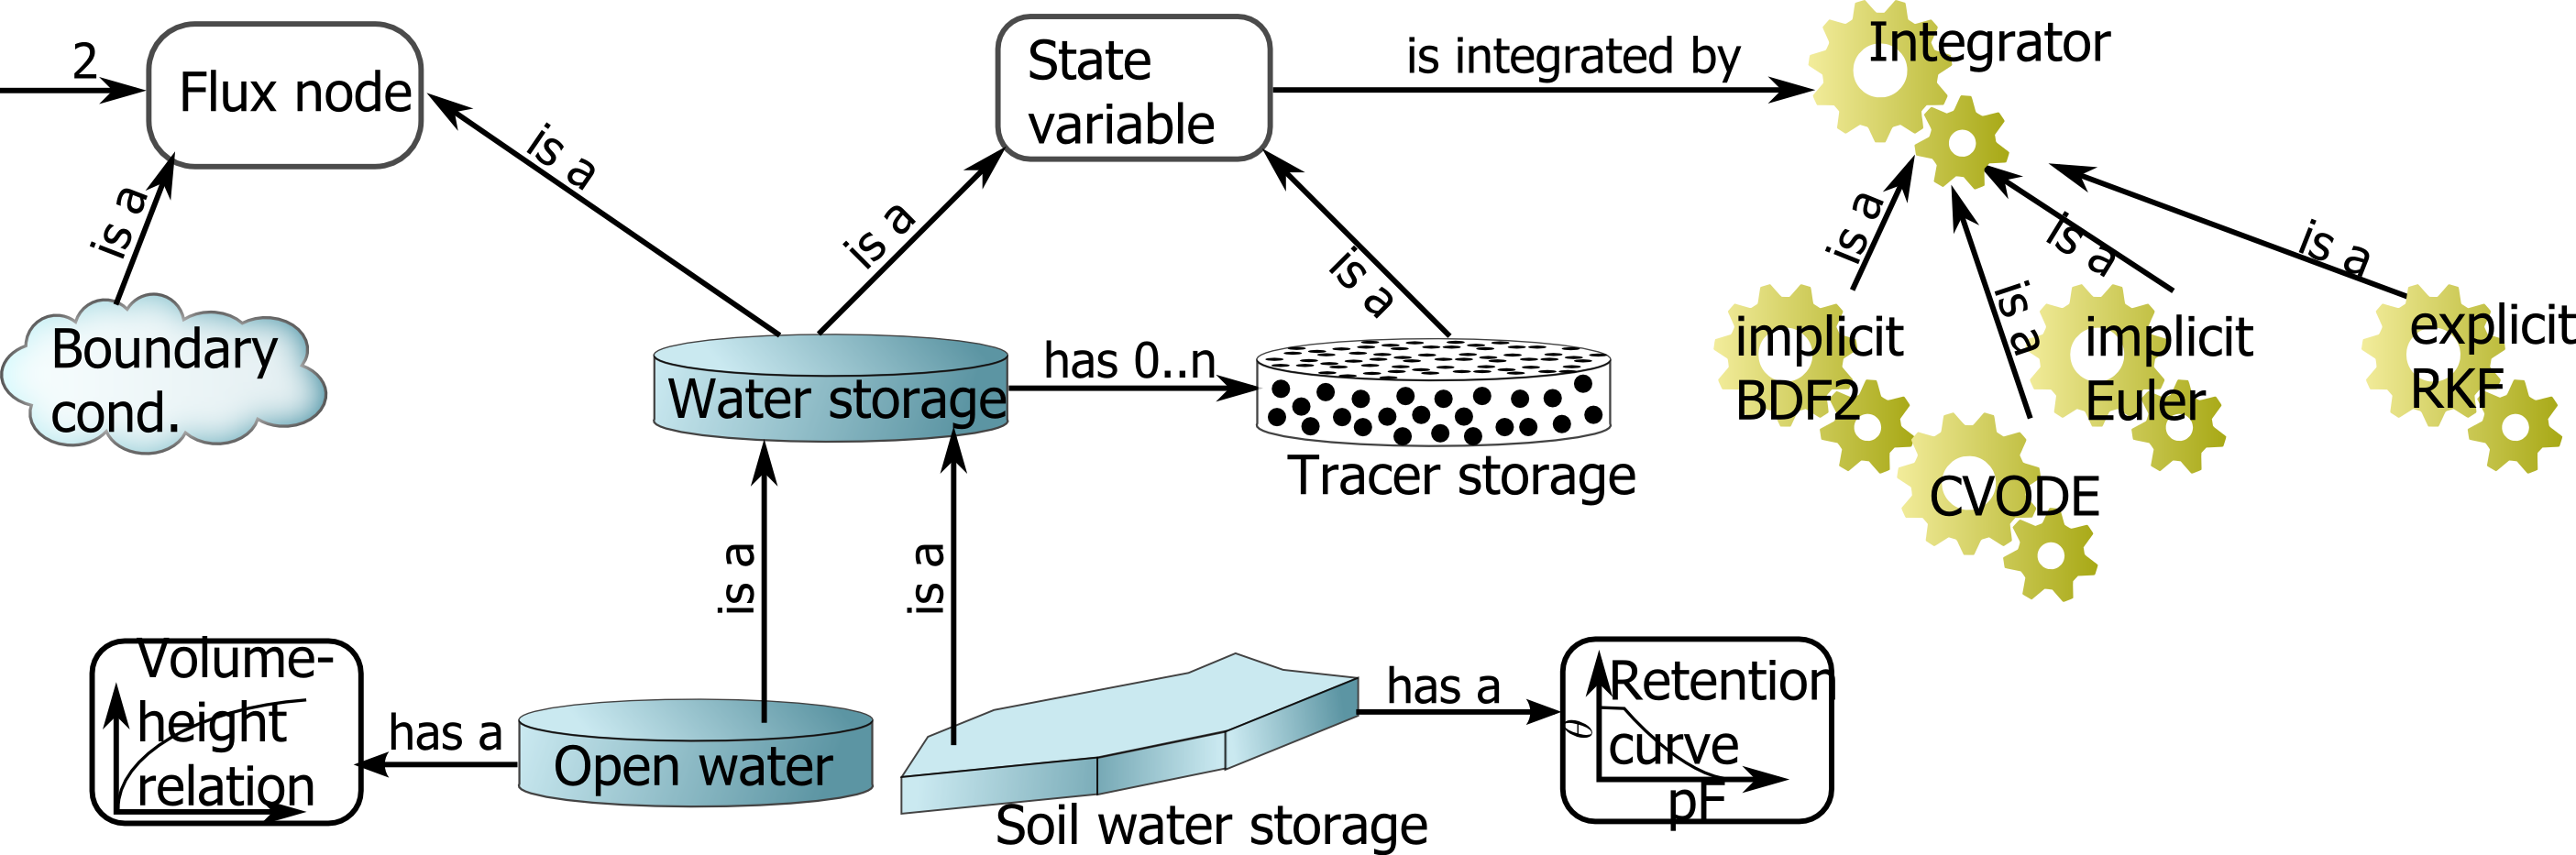 2
Flux node
is a
is a
Boundary
cond.
State
variable
is integrated by
Integrator
is a
is a
is a
is a
is a
is a
Water storage
has 0..n
Tracer storage
implicit
BDF2
implicit
Euler
explicit
RKF
CVODE
is a
is a
Volume-
height
relation
has a
Open water
Soil water storage
has a
Retention
curve
θ
pF